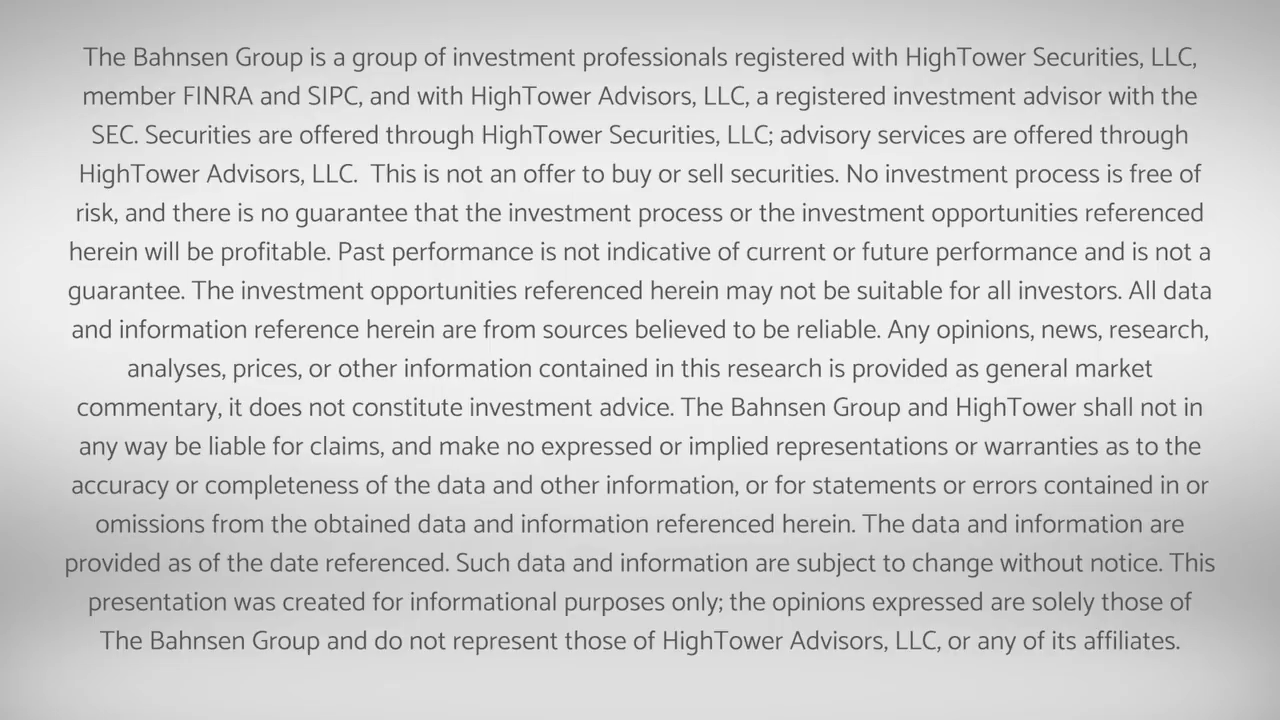 The Bahnsen Group is a group of investment professionals registered with HighTower Securities, LLC,
member FINRA and SIPC, and with HighTower Advisors, LLC, a registered investment advisor with the
SEC. Securities are offered through HighTower Securities, LLC; advisory services are offered through
HighTower Advisors, LLC.  This is not an offer to buy or sell securities. No investment process is free of
risk, and there is no guarantee that the investment process or the investment opportunities referenced
herein will be profitable. Past performance is not indicative of current or future performance and is not a
guarantee. The investment opportunities referenced herein may not be suitable for all investors. All data
and information reference herein are from sources believed to be reliable. Any opinions, news, research,
analyses, prices, or other information contained in this research is provided as general market
commentary, it does not constitute investment advice. The Bahnsen Group and HighTower shall not in
any way be liable for claims, and make no expressed or implied representations or warranties as to the
accuracy or completeness of the data and other information, or for statements or errors contained in or
omissions from the obtained data and information referenced herein. The data and information are
provided as of the date referenced. Such data and information are subject to change without notice. This
presentation was created for informational purposes only; the opinions expressed are solely those of
The Bahnsen Group and do not represent those of HighTower Advisors, LLC, or any of its affiliates.